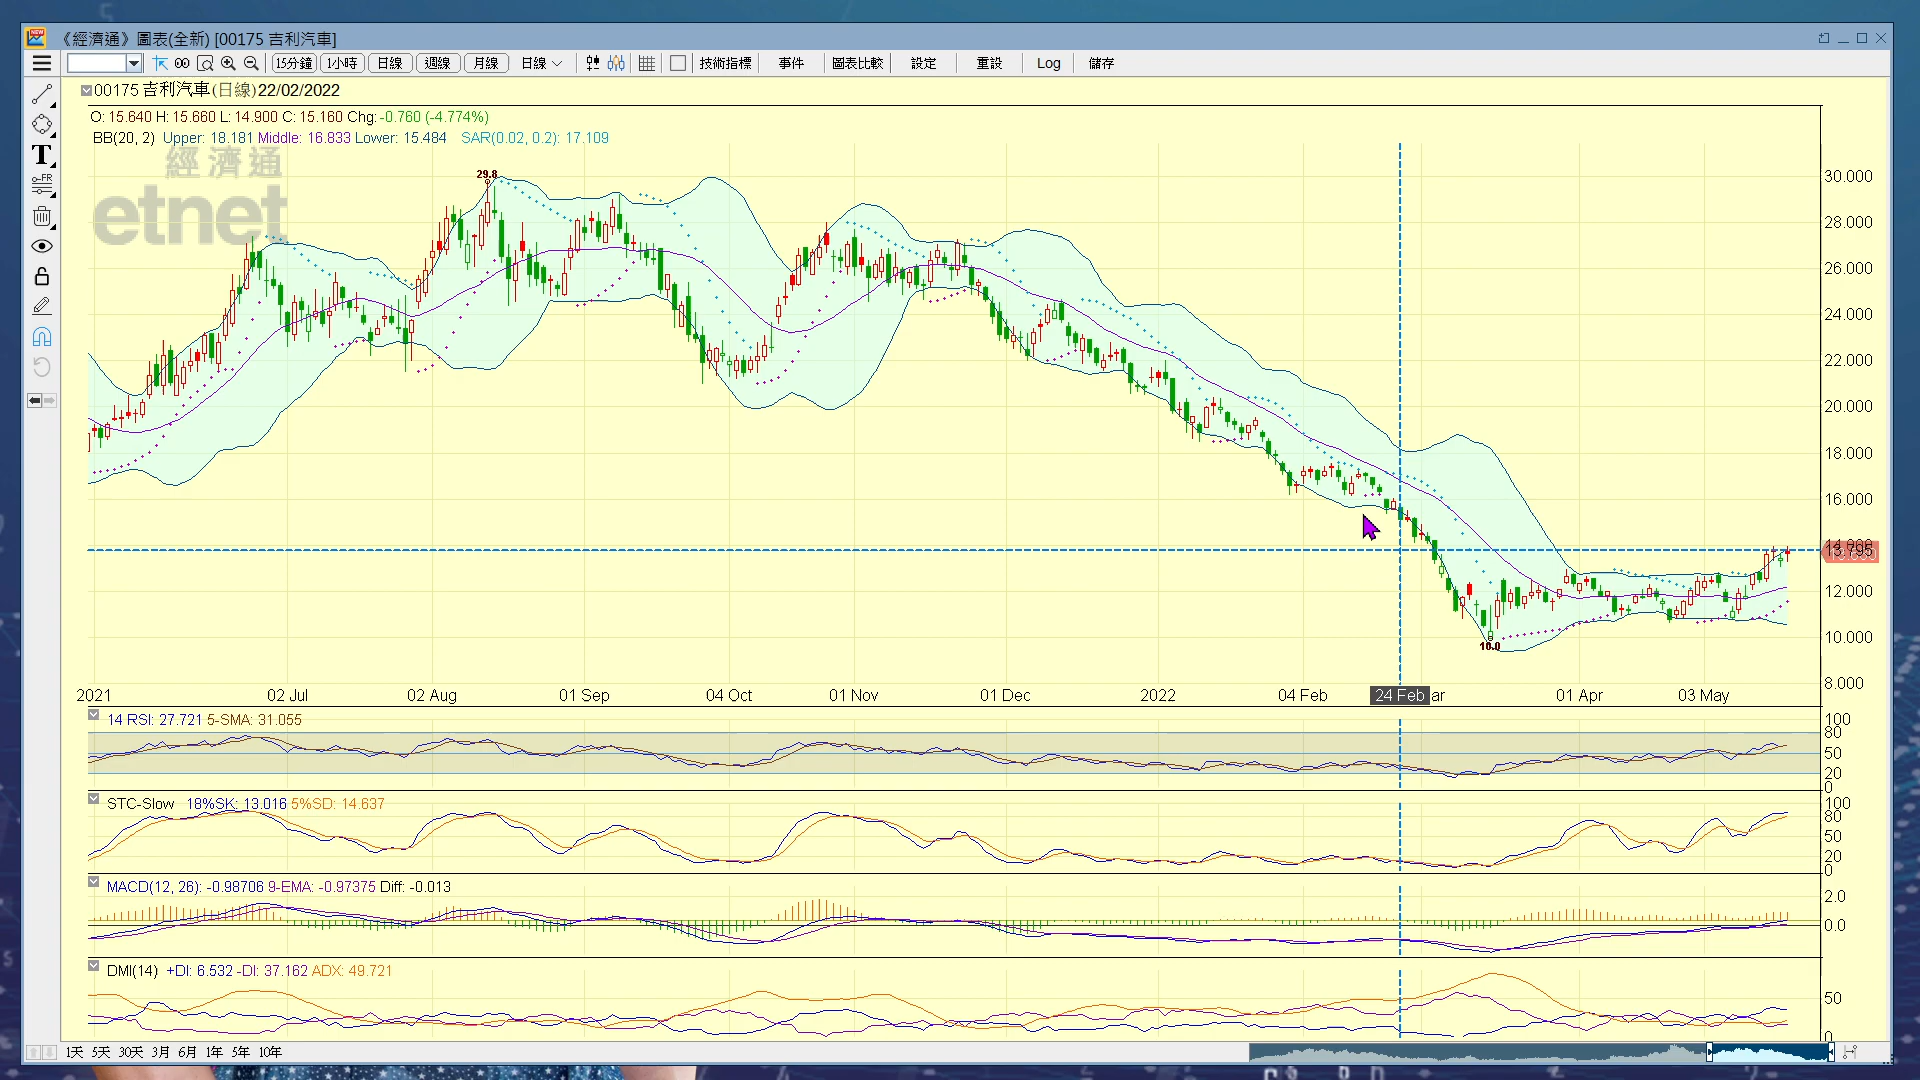 《經濟通》圖表(全新) [00175 吉利汽車]
15分鐘 1小時 日線 週線 月線 日線 技術指標 事件 圖表比較 設定 重設 Log 儲存
00175 吉利汽車(日線)22/02/2022
O: 15.640 H: 15.660 L: 14.900 C: 15.160 Chg:-0.760 (-4.774%)
BB(20, 2) Upper: 18.181 Middle: 16.833 Lower: 15.484 SAR(0.02, 0.2): 17.109
經濟通
etnet
29.8
30.000
28.000
26.000
24.000
22.000
20.000
18.000
16.000
14.000
13.795
12.000
10.000
10.0
8.000
2021 02 Jul 02 Aug 01 Sep 04 Oct 01 Nov 01 Dec 2022 04 Feb 24 Feb ar 01 Apr 03 May
14 RSI: 27.721 5-SMA: 31.055
100
80
50
20
0
STC-Slow 18%SK: 13.016 5%SD: 14.637
100
80
50
20
0
MACD(12, 26): -0.98706 9-EMA: -0.97375 Diff: -0.013
2.0
0.0
DMI(14) +DI: 6.532 -DI: 37.162 ADX: 49.721
50
0
1天 5天 30天 3月 6月 1年 5年 10年